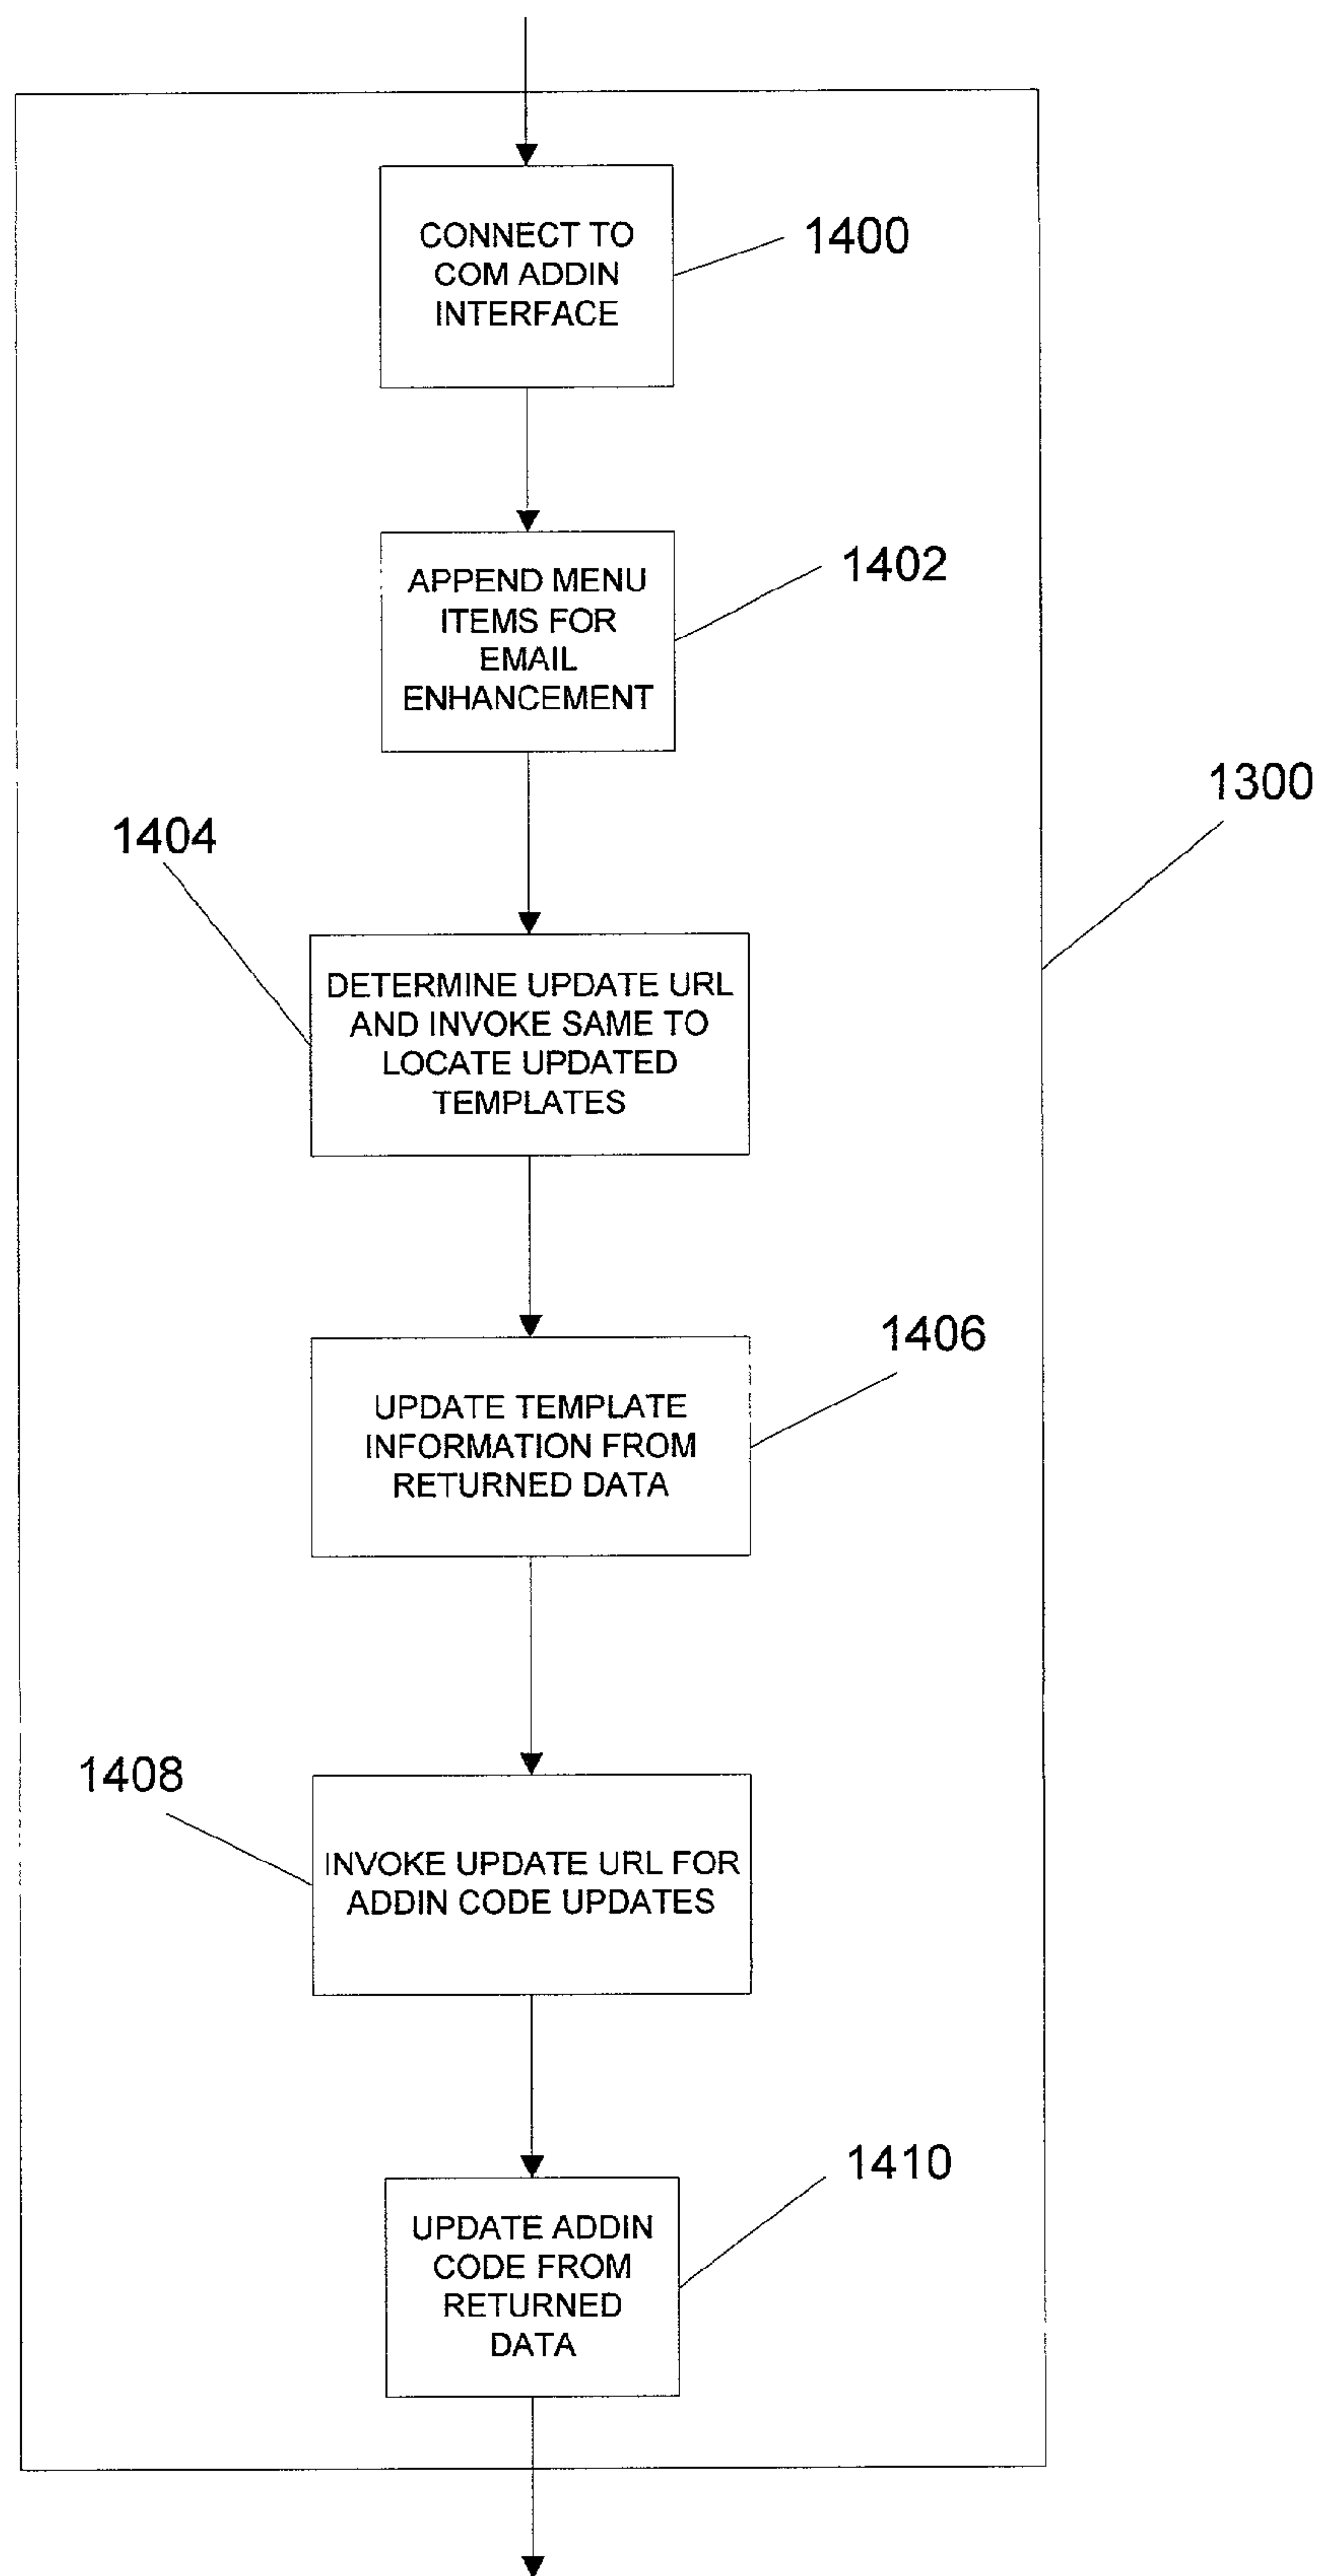 CONNECT TO
COM ADDIN
INTERFACE
1400
APPEND MENU
ITEMS FOR
EMAIL
ENHANCEMENT
1402
1300
1404
DETERMINE UPDATE URL
AND INVOKE SAME TO
LOCATE UPDATED
TEMPLATES
1406
UPDATE TEMPLATE
INFORMATION FROM
RETURNED DATA
1408
INVOKE UPDATE URL FOR
ADDIN CODE UPDATES
1410
UPDATE ADDIN
CODE FROM
RETURNED
DATA